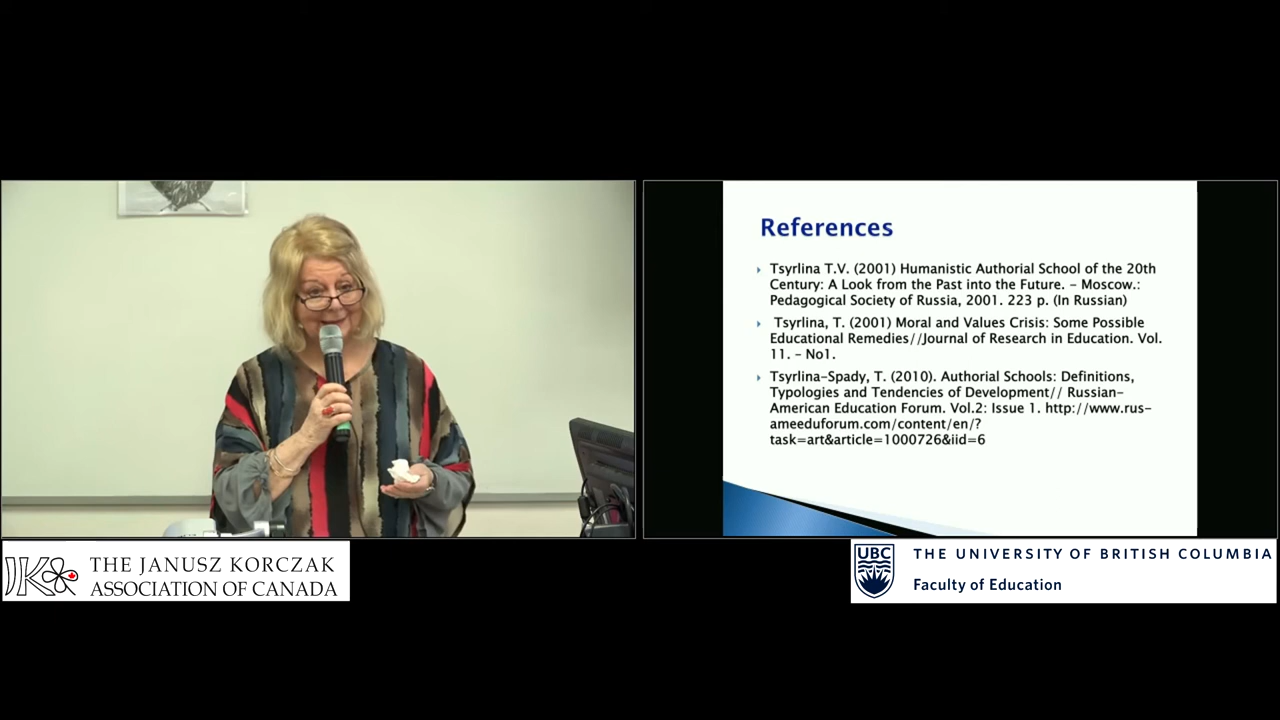 References
Tsyrlina T.V. (2001) Humanistic Authorial School of the 20th
Century: A Look from the Past into the Future. – Moscow.:
Pedagogical Society of Russia, 2001. 223 p. (In Russian)
Tsyrlina, T. (2001) Moral and Values Crisis: Some Possible
Educational Remedies//Journal of Research in Education. Vol.
11. – No1.
Tsyrlina-Spady, T. (2010). Authorial Schools: Definitions,
Typologies and Tendencies of Development// Russian-
American Education Forum. Vol.2: Issue 1. http://www.rus-
ameeduforum.com/content/en/?
task=art&article=1000726&iid=6
JK
THE JANUSZ KORCZAK
ASSOCIATION OF CANADA
UBC
THE UNIVERSITY OF BRITISH COLUMBIA
Faculty of Education